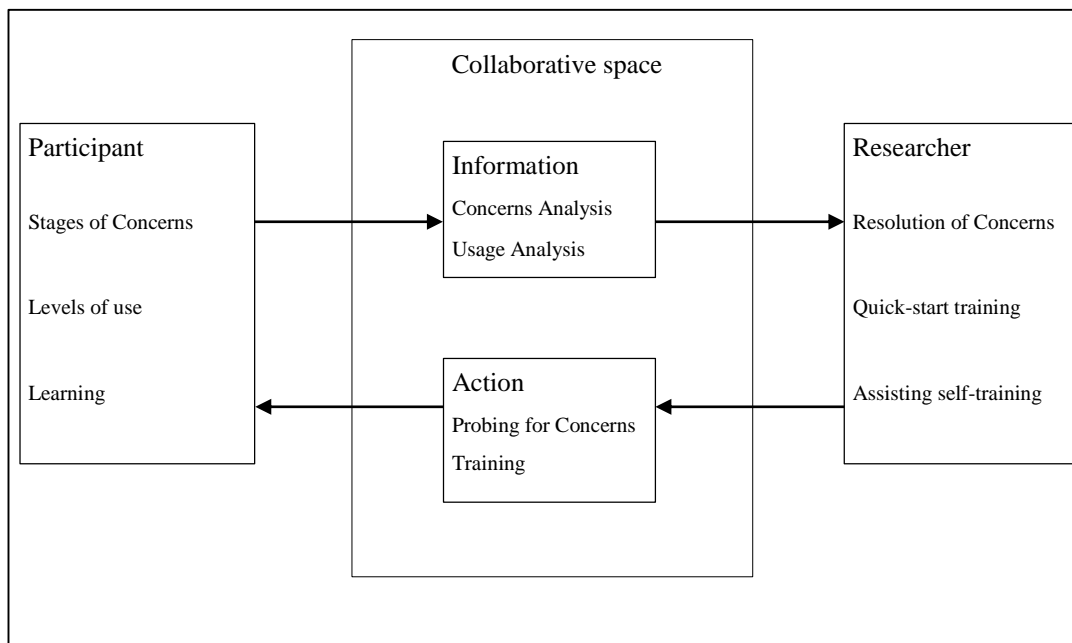 Collaborative space
Participant
Stages of Concerns
Levels of use
Learning
Information
Concerns Analysis
Usage Analysis
Action
Probing for Concerns
Training
Researcher
Resolution of Concerns
Quick-start training
Assisting self-training